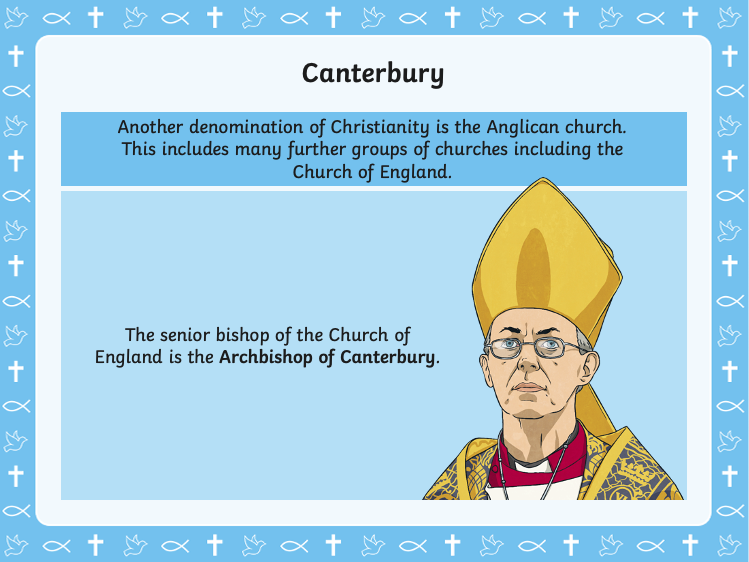 Canterbury
Another denomination of Christianity is the Anglican church.
This includes many further groups of churches including the
Church of England.
The senior bishop of the Church of
England is the Archbishop of Canterbury.